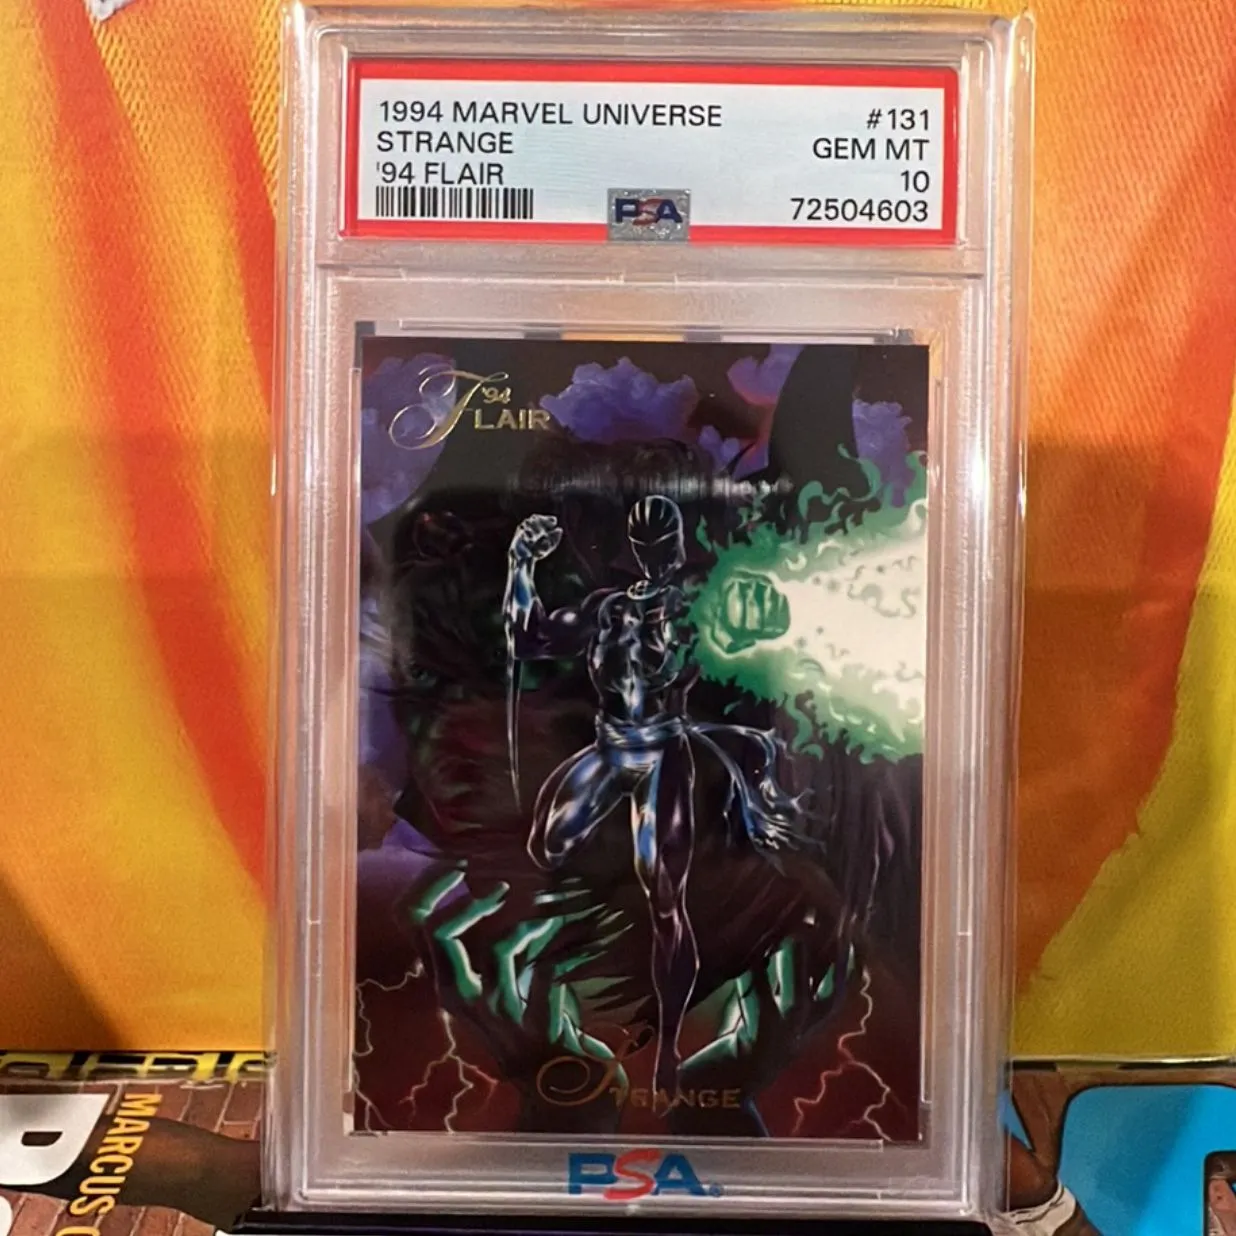 1994 MARVEL UNIVERSE
STRANGE
'94 FLAIR
#131
GEM MT
10
72504603
PSA
'94
FLAIR
STRANGE
PSA®
MARCUS